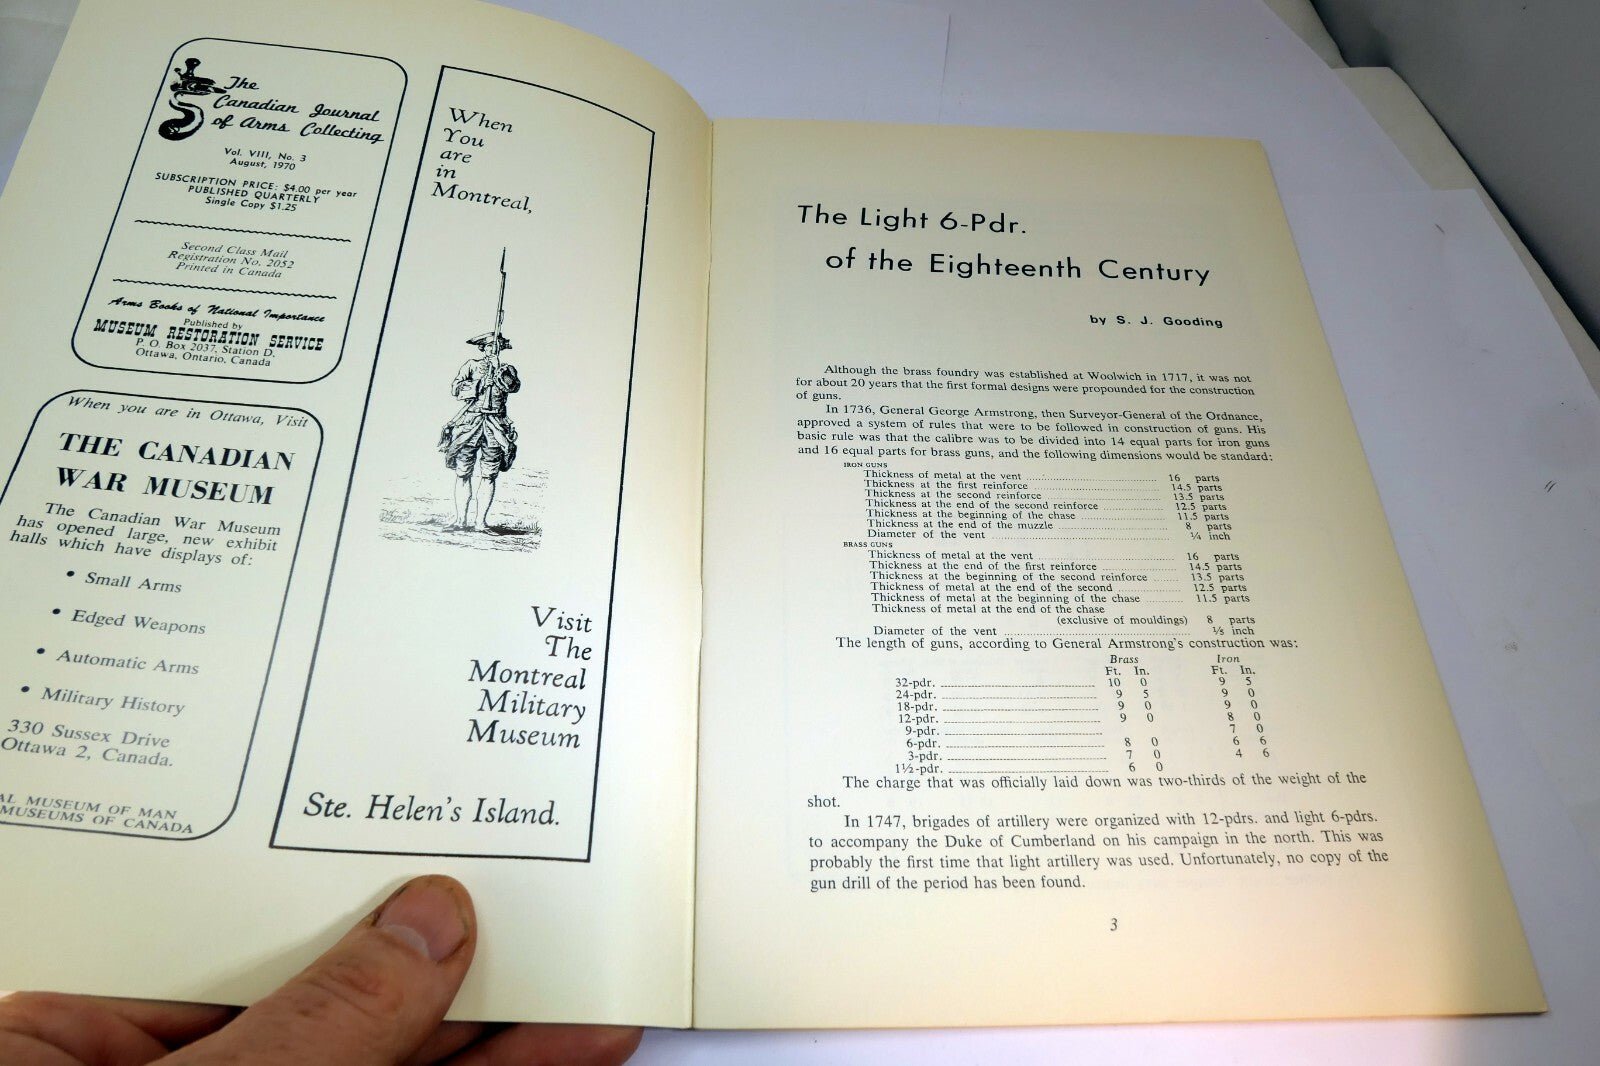 The
Canadian Journal
of Arms Collecting
Vol. VIII, No. 3
August, 1970
SUBSCRIPTION PRICE: $4.00 per year
PUBLISHED QUARTERLY
Single Copy $1.25
Second Class Mail
Registration No. 2052
Printed in Canada
Arms Books of National Importance
Published by
MUSEUM RESTORATION SERVICE
P. O. Box 2037, Station D.
Ottawa, Ontario, Canada
When you are in Ottawa, Visit
THE CANADIAN
WAR MUSEUM
The Canadian War Museum
has opened large, new exhibit
halls which have displays of:
• Small Arms
• Edged Weapons
• Automatic Arms
• Military History
330 Sussex Drive
Ottawa 2, Canada.
AL MUSEUM OF MAN
MUSEUMS OF CANADA
When
You
are
in
Montreal,
Visit
The
Montreal
Military
Museum
Ste. Helen's Island.
The Light 6-Pdr.
of the Eighteenth Century
by S. J. Gooding
Although the brass foundry was established at Woolwich in 1717, it was not
for about 20 years that the first formal designs were propounded for the construction
of guns.
In 1736, General George Armstrong, then Surveyor-General of the Ordnance,
approved a system of rules that were to be followed in construction of guns. His
basic rule was that the calibre was to be divided into 14 equal parts for iron guns
and 16 equal parts for brass guns, and the following dimensions would be standard:
IRON GUNS
Thickness of metal at the vent 16 parts
Thickness at the first reinforce 14.5 parts
Thickness at the second reinforce 13.5 parts
Thickness at the end of the second reinforce 12.5 parts
Thickness at the beginning of the chase 11.5 parts
Thickness at the end of the muzzle 8 parts
Diameter of the vent ¼ inch
BRASS GUNS
Thickness of metal at the vent 16 parts
Thickness at the end of the first reinforce 14.5 parts
Thickness at the beginning of the second reinforce 13.5 parts
Thickness of metal at the end of the second 12.5 parts
Thickness of metal at the beginning of the chase 11.5 parts
Thickness of metal at the end of the chase
(exclusive of mouldings) 8 parts
Diameter of the vent ⅕ inch
The length of guns, according to General Armstrong's construction was:
Brass Iron
Ft. In. Ft. In.
32-pdr. 10 0 9 5
24-pdr. 9 5 9 0
18-pdr. 9 0 9 0
12-pdr. 9 0 8 0
9-pdr. 7 0
6-pdr. 8 0 6 6
3-pdr. 7 0 4 6
1½-pdr. 6 0
The charge that was officially laid down was two-thirds of the weight of the
shot.
In 1747, brigades of artillery were organized with 12-pdrs. and light 6-pdrs.
to accompany the Duke of Cumberland on his campaign in the north. This was
probably the first time that light artillery was used. Unfortunately, no copy of the
gun drill of the period has been found.
3